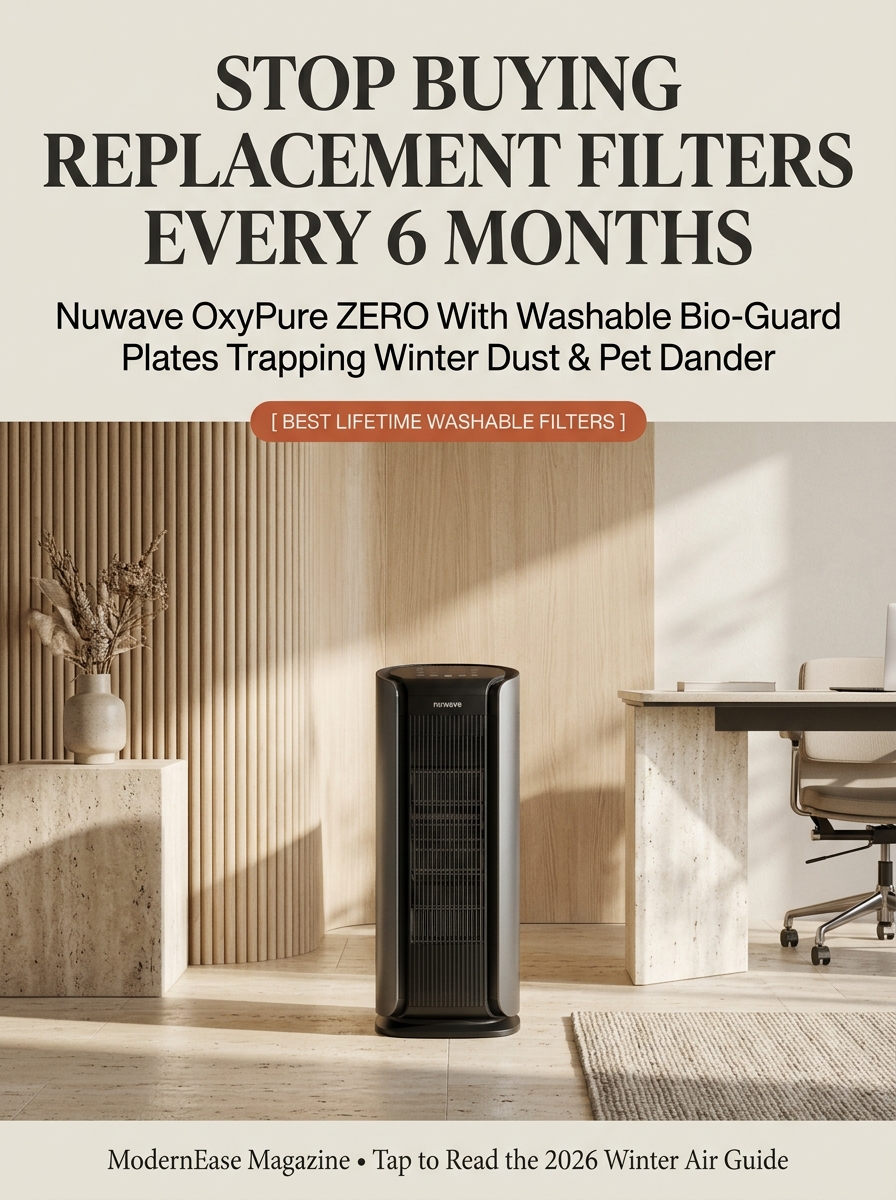 STOP BUYING
REPLACEMENT FILTERS
EVERY 6 MONTHS
Nuwave OxyPure ZERO With Washable Bio-Guard
Plates Trapping Winter Dust & Pet Dander
[ BEST LIFETIME WASHABLE FILTERS ]
nuwave
ModernEase Magazine • Tap to Read the 2026 Winter Air Guide